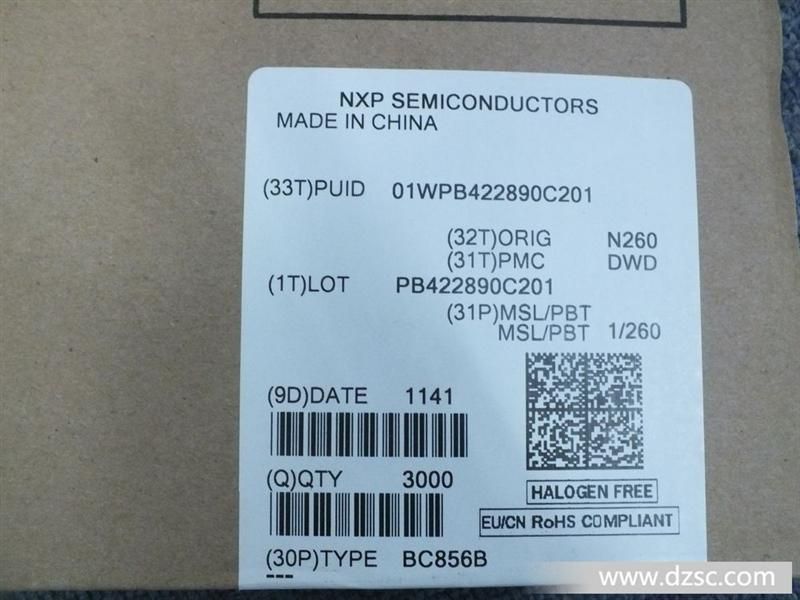 NXP SEMICONDUCTORS
MADE IN CHINA
(33T)PUID 01WPB422890C201
(32T)ORIG N260
(31T)PMC DWD
(1T)LOT PB422890C201
(31P)MSL/PBT
MSL/PBT 1/260
(9D)DATE 1141
(Q)QTY 3000
HALOGEN FREE
EU/CN RoHS COMPLIANT
(30P)TYPE BC856B
www.dzsc.com